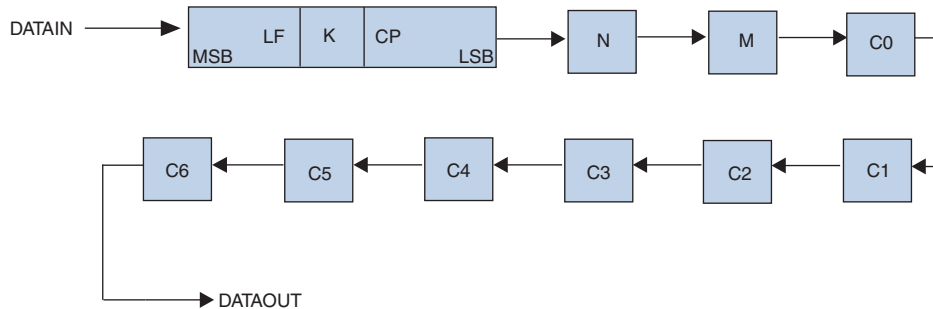 DATAIN
LF K CP
MSB LSB
N
M
C0
C6
C5
C4
C3
C2
C1
DATAOUT